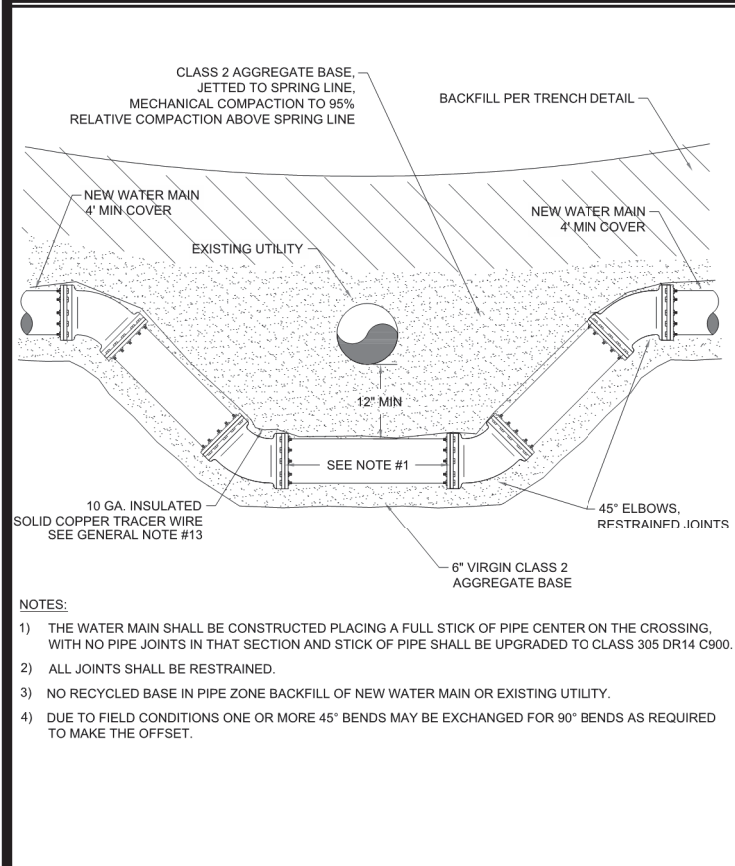 CLASS 2 AGGREGATE BASE,
JETTED TO SPRING LINE,
MECHANICAL COMPACTION TO 95%
RELATIVE COMPACTION ABOVE SPRING LINE
BACKFILL PER TRENCH DETAIL
NEW WATER MAIN
4' MIN COVER
NEW WATER MAIN
4' MIN COVER
EXISTING UTILITY
12" MIN
SEE NOTE #1
10 GA. INSULATED
SOLID COPPER TRACER WIRE
SEE GENERAL NOTE #13
45° ELBOWS,
RESTRAINED JOINTS
6" VIRGIN CLASS 2
AGGREGATE BASE
NOTES:
1) THE WATER MAIN SHALL BE CONSTRUCTED PLACING A FULL STICK OF PIPE CENTER ON THE CROSSING,
WITH NO PIPE JOINTS IN THAT SECTION AND STICK OF PIPE SHALL BE UPGRADED TO CLASS 305 DR14 C900.
2) ALL JOINTS SHALL BE RESTRAINED.
3) NO RECYCLED BASE IN PIPE ZONE BACKFILL OF NEW WATER MAIN OR EXISTING UTILITY.
4) DUE TO FIELD CONDITIONS ONE OR MORE 45° BENDS MAY BE EXCHANGED FOR 90° BENDS AS REQUIRED
TO MAKE THE OFFSET.